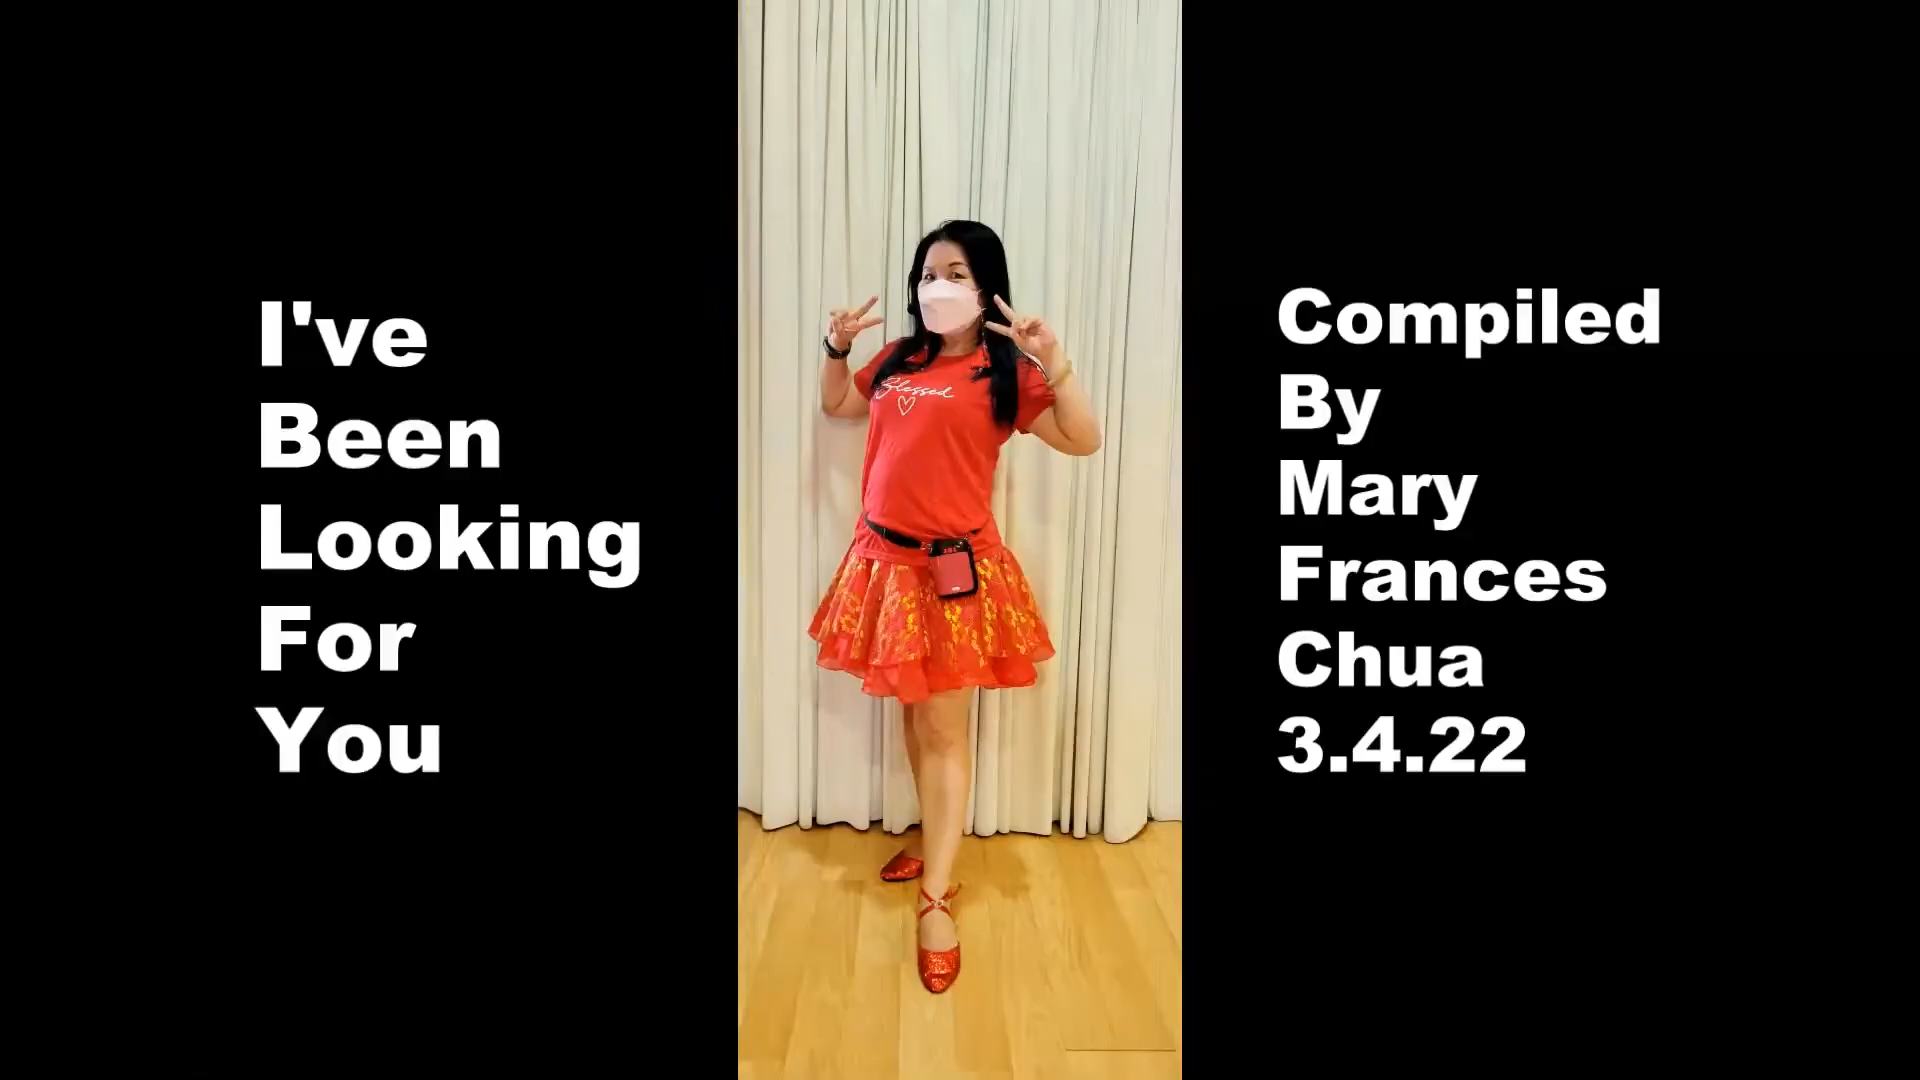 I've
Been
Looking
For
You
Blessed
Compiled
By
Mary
Frances
Chua
3.4.22